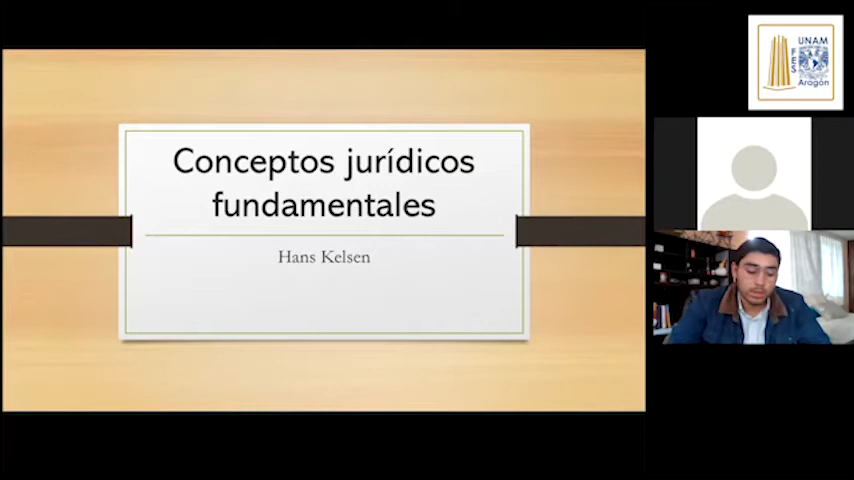 Conceptos jurídicos
fundamentales
Hans Kelsen
UNAM
FES
Aragón